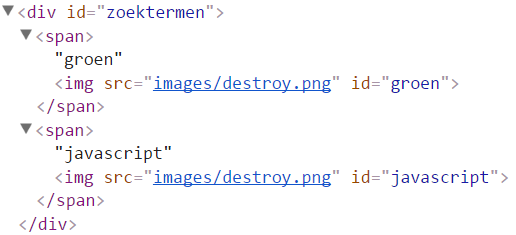 <div id="zoektermen">
<span>
"groen"
<img src="images/destroy.png" id="groen">
</span>
<span>
"javascript"
<img src="images/destroy.png" id="javascript">
</span>
</div>